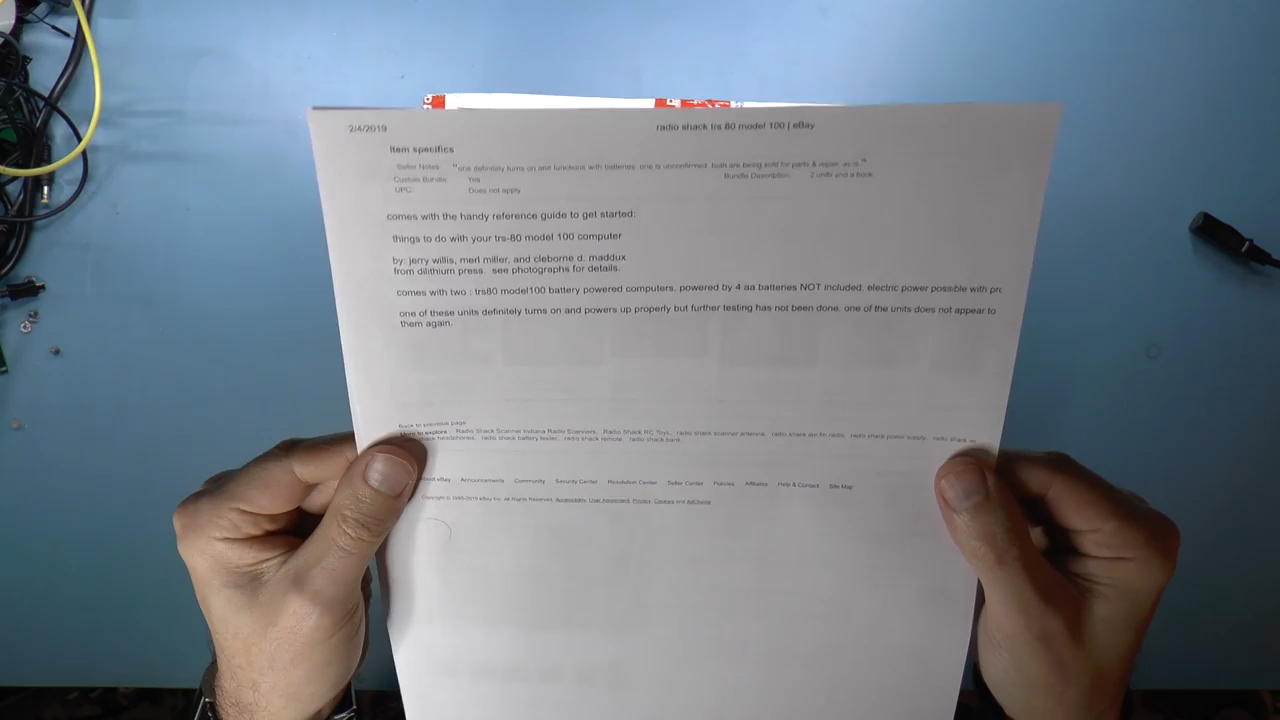 2/4/2019
radio shack trs 80 model 100 | eBay
Item specifics
Seller Notes: "one definitely turns on and functions with batteries, one is unconfirmed. both are being sold for parts & repair. as is."
Custom Bundle: Yes Bundle Description: 2 units and a book
UPC: Does not apply
comes with the handy reference guide to get started:
things to do with your trs-80 model 100 computer
by: jerry willis, merl miller, and cleborne d. maddux
from dilithium press. see photographs for details.
comes with two : trs80 model100 battery powered computers. powered by 4 aa batteries NOT included. electric power possible with pro
one of these units definitely turns on and powers up properly but further testing has not been done. one of the units does not appear to
them again.
Back to previous page
More to explore : Radio Shack Scanner Indiana Radio Scanners, Radio Shack RC Toys, radio shack scanner antenna, radio shack am fm radio, radio shack power supply, radio shack
headphones, radio shack battery tester, radio shack remote, radio shack bank
About eBay Announcements Community Security Center Resolution Center Seller Center Policies Affiliates Help & Contact Site Map
Copyright © 1995-2019 eBay Inc. All Rights Reserved. Accessibility, User Agreement, Privacy, Cookies and AdChoice